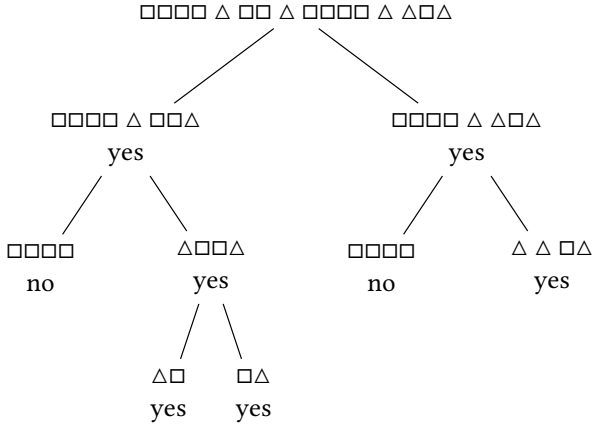 □□□□ △ □□ △ □□□□ △ △□△
□□□□ △ □□△
yes
□□□□ △ △□△
yes
□□□□
no
△□□△
yes
□□□□
no
△ △ □△
yes
△□
yes
□△
yes